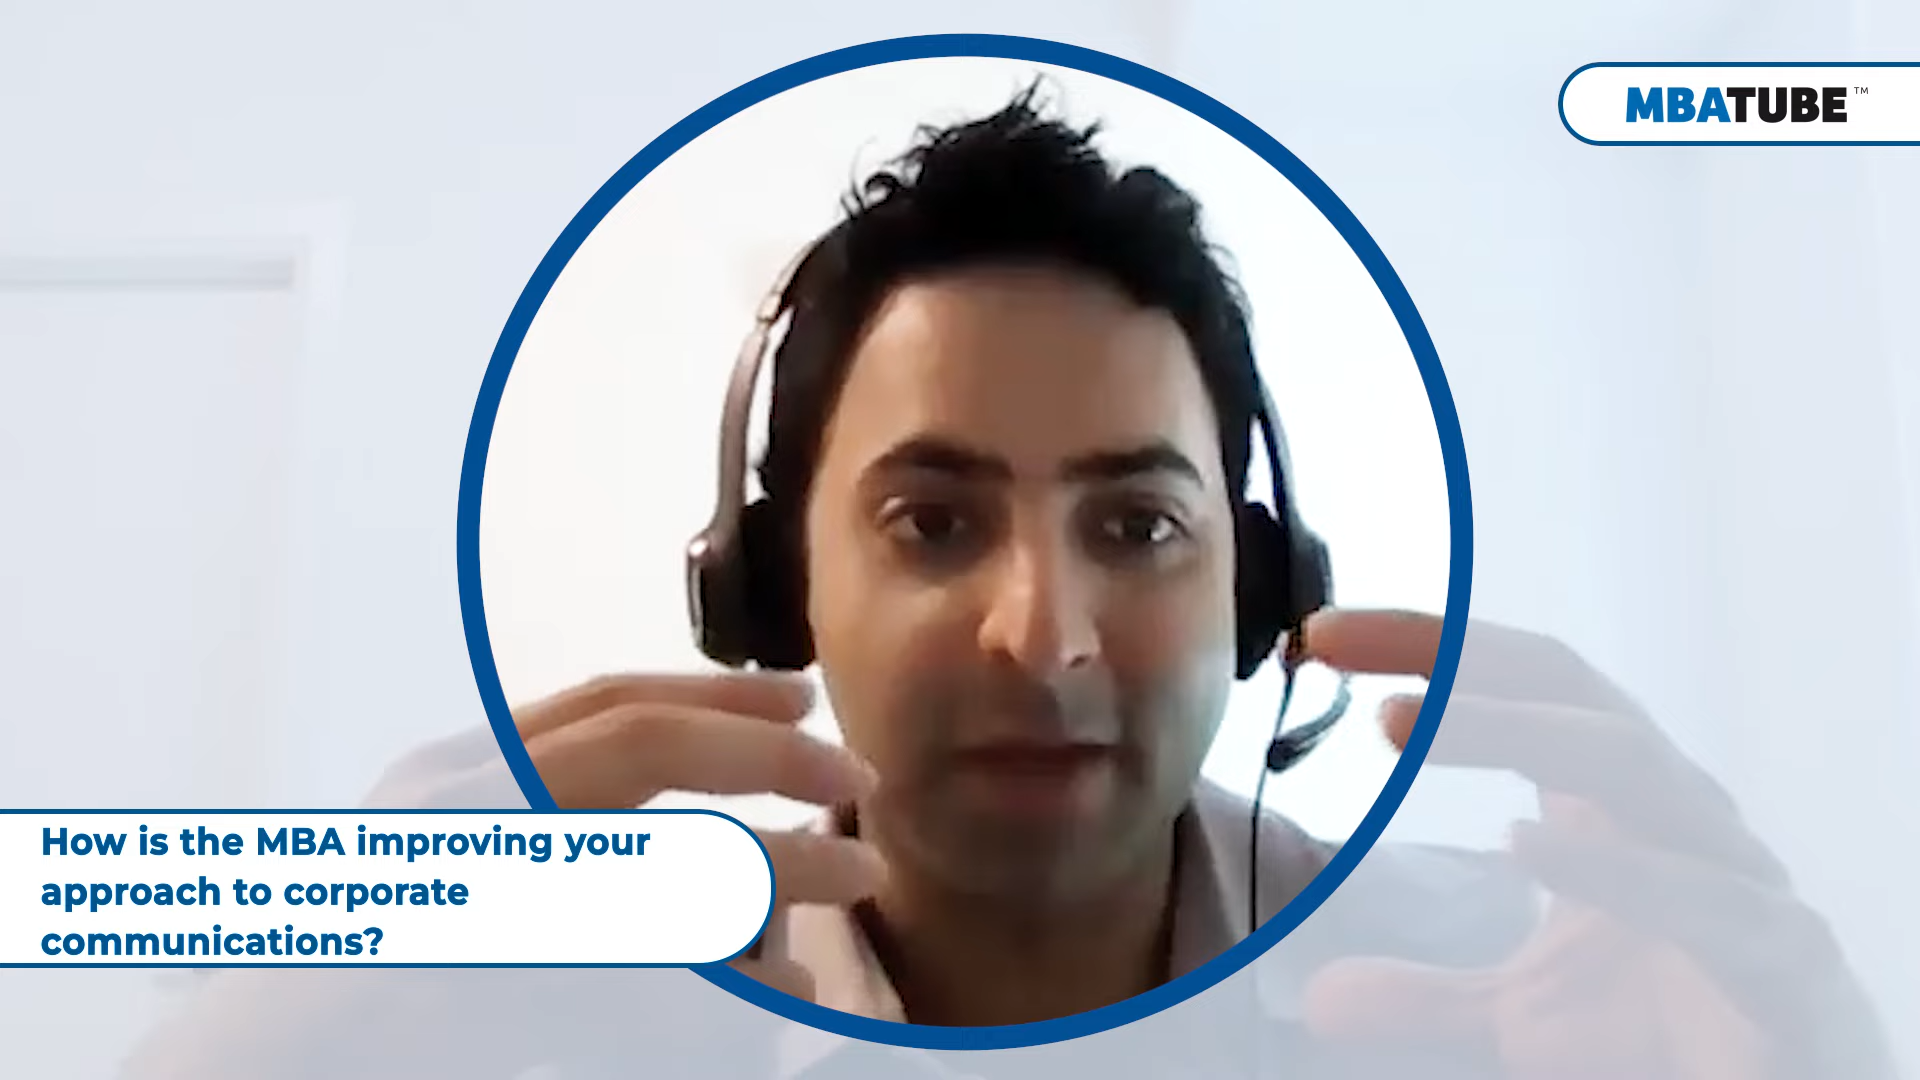 MBATUBE™
How is the MBA improving your
approach to corporate
communications?